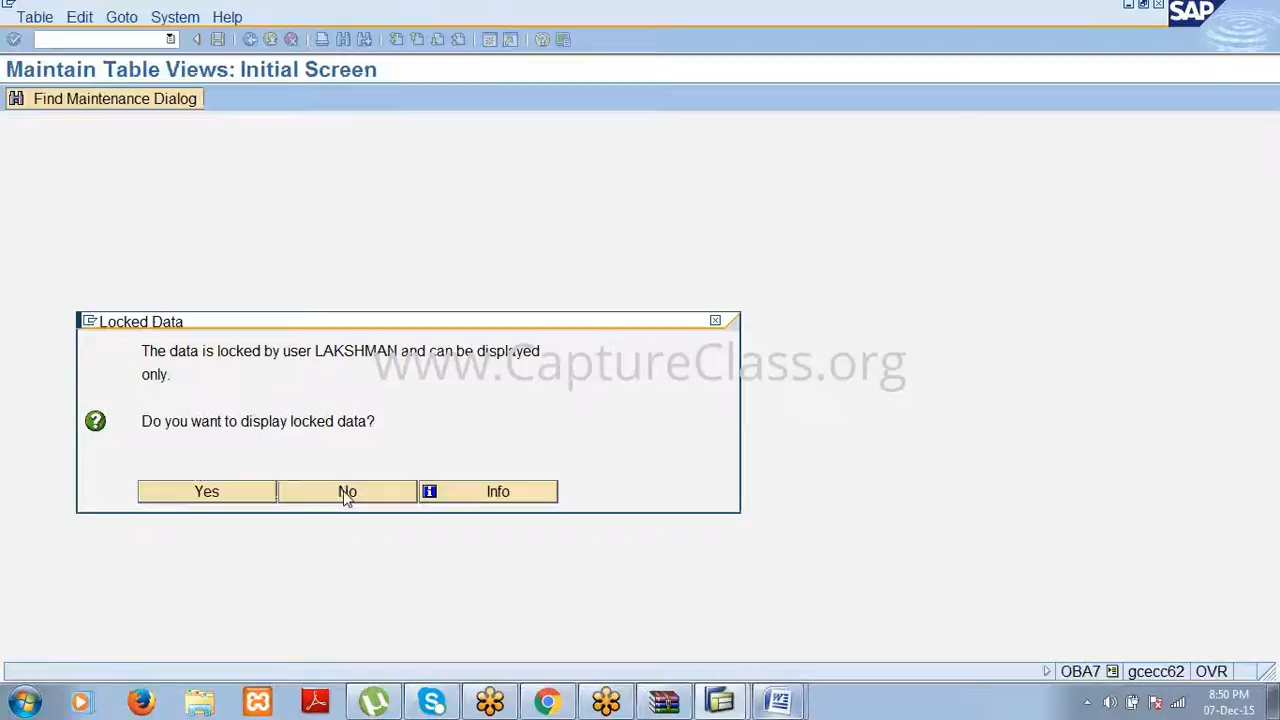 Table Edit Goto System Help
SAP
Maintain Table Views: Initial Screen
Find Maintenance Dialog
Locked Data
The data is locked by user LAKSHMAN and can be displayed
only.
www.CaptureClass.org
Do you want to display locked data?
Yes No Info
OBA7 gcecc62 OVR
8:50 PM
07-Dec-15